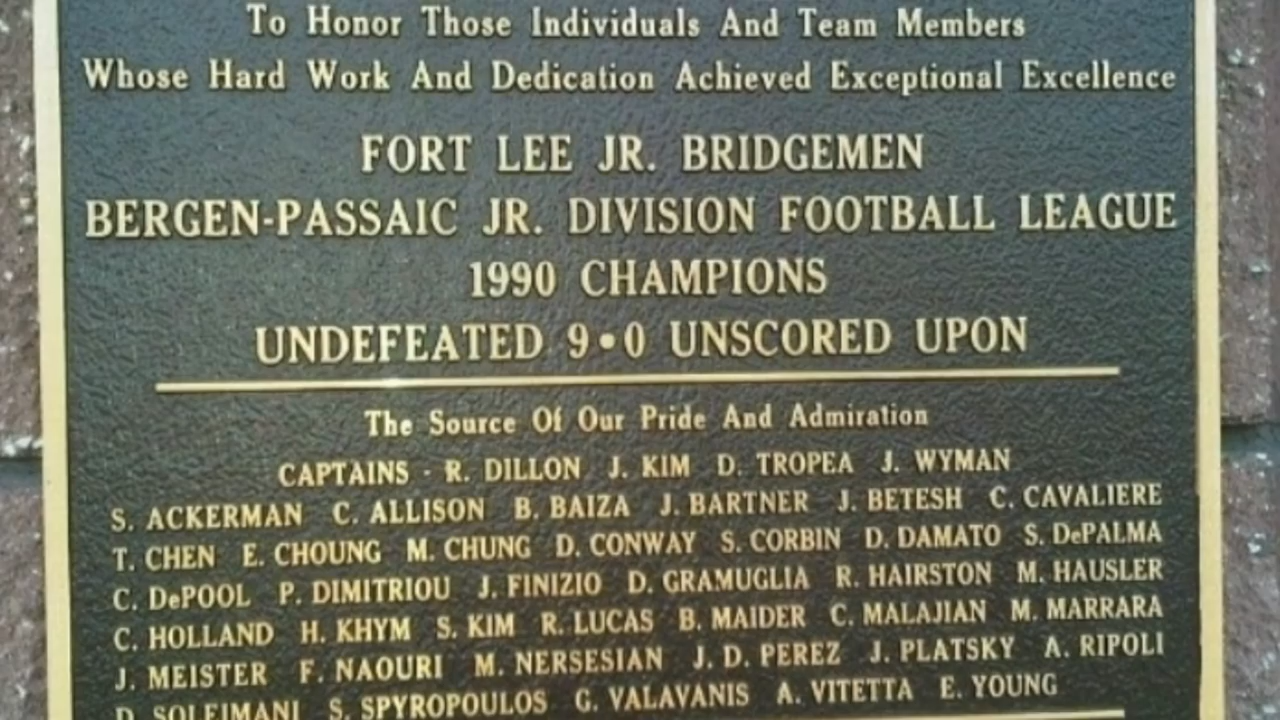 To Honor Those Individuals And Team Members
Whose Hard Work And Dedication Achieved Exceptional Excellence
FORT LEE JR. BRIDGEMEN
BERGEN-PASSAIC JR. DIVISION FOOTBALL LEAGUE
1990 CHAMPIONS
UNDEFEATED 9•0 UNSCORED UPON
The Source Of Our Pride And Admiration
CAPTAINS - R. DILLON J. KIM D. TROPEA J. WYMAN
S. ACKERMAN C. ALLISON B. BAIZA J. BARTNER J. BETESH C. CAVALIERE
T. CHEN E. CHOUNG M. CHUNG D. CONWAY S. CORBIN D. DAMATO S. DePALMA
C. DePOOL P. DIMITRIOU J. FINIZIO D. GRAMUGLIA R. HAIRSTON M. HAUSLER
C. HOLLAND H. KHYM S. KIM R. LUCAS B. MAIDER C. MALAJIAN M. MARRARA
J. MEISTER F. NAOURI M. NERSESIAN J. D. PEREZ J. PLATSKY A. RIPOLI
D. SOLEIMANI S. SPYROPOULOS G. VALAVANIS A. VITETTA E. YOUNG